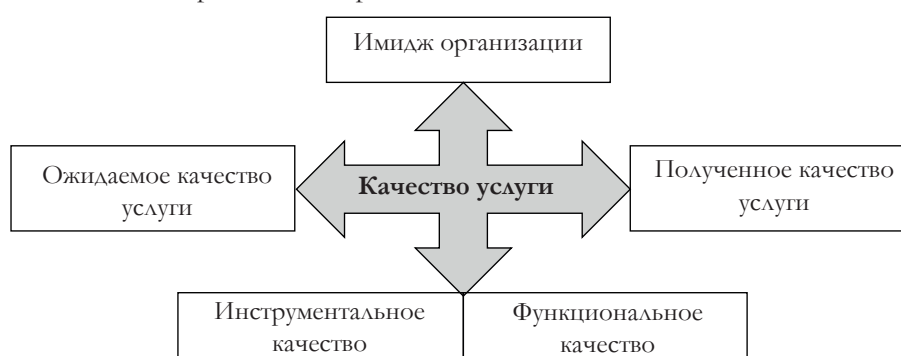 Имидж организации
Ожидаемое качество
услуги
Качество услуги
Полученное качество
услуги
Инструментальное
качество
Функциональное
качество